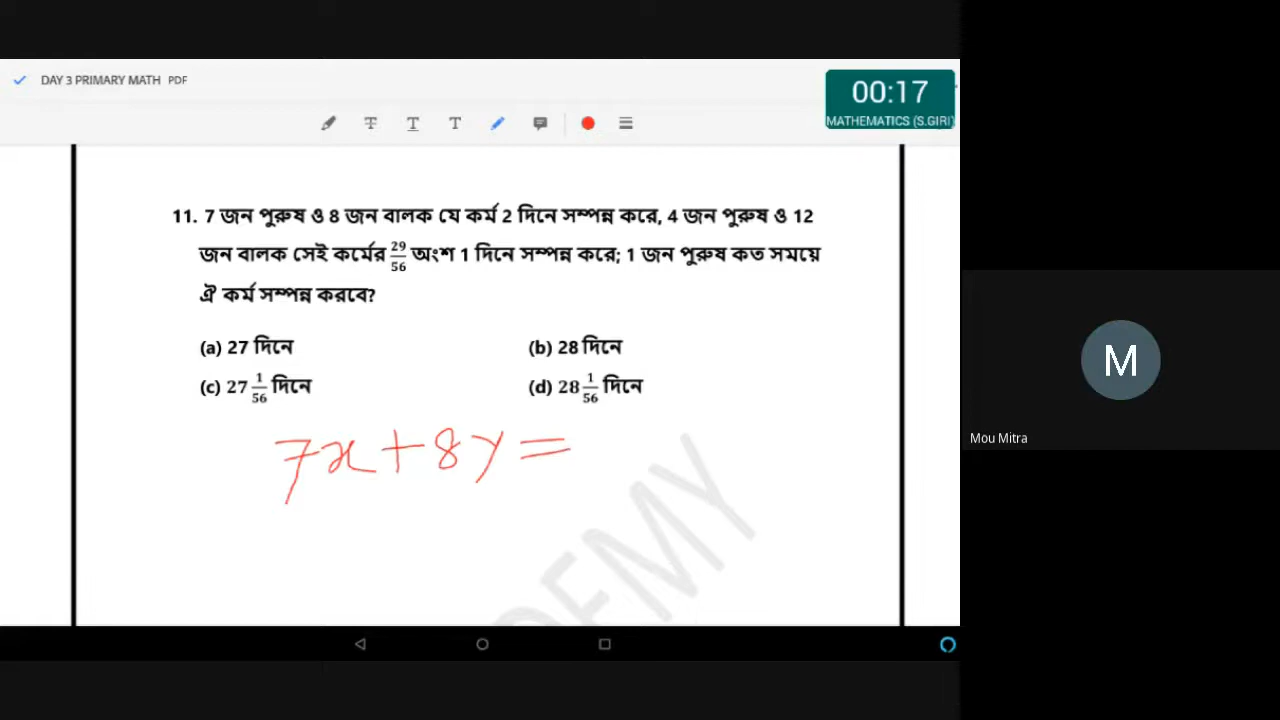 DAY 3 PRIMARY MATH PDF
00:17
MATHEMATICS (S.GIRI)
T T T
11. 7 জন পুরুষ ও 8 জন বালক যে কর্ম 2 দিনে সম্পন্ন করে, 4 জন পুরুষ ও 12
জন বালক সেই কর্মের 29/56 অংশ 1 দিনে সম্পন্ন করে; 1 জন পুরুষ কত সময়ে
ঐ কর্ম সম্পন্ন করবে?
(a) 27 দিনে (b) 28 দিনে
(c) 27 1/56 দিনে (d) 28 1/56 দিনে
7x+8y=
DEMY
M
Mou Mitra